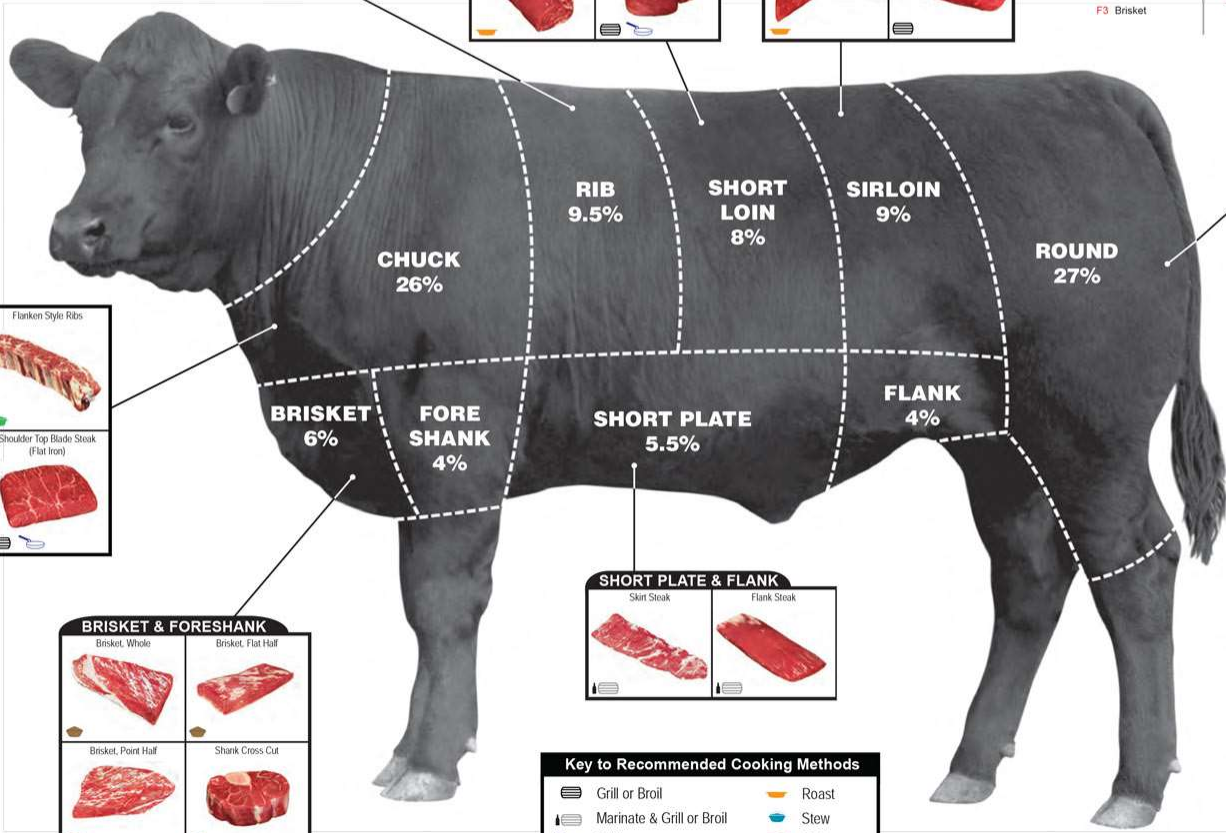 F3 Brisket
RIB
9.5%
SHORT
LOIN
8%
SIRLOIN
9%
CHUCK
26%
ROUND
27%
Flanken Style Ribs
Shoulder Top Blade Steak
(Flat Iron)
BRISKET
6%
FORE
SHANK
4%
SHORT PLATE
5.5%
FLANK
4%
SHORT PLATE & FLANK
Skirt Steak
Flank Steak
BRISKET & FORESHANK
Brisket, Whole
Brisket, Flat Half
Brisket, Point Half
Shank Cross Cut
Key to Recommended Cooking Methods
Grill or Broil
Roast
Marinate & Grill or Broil
Stew